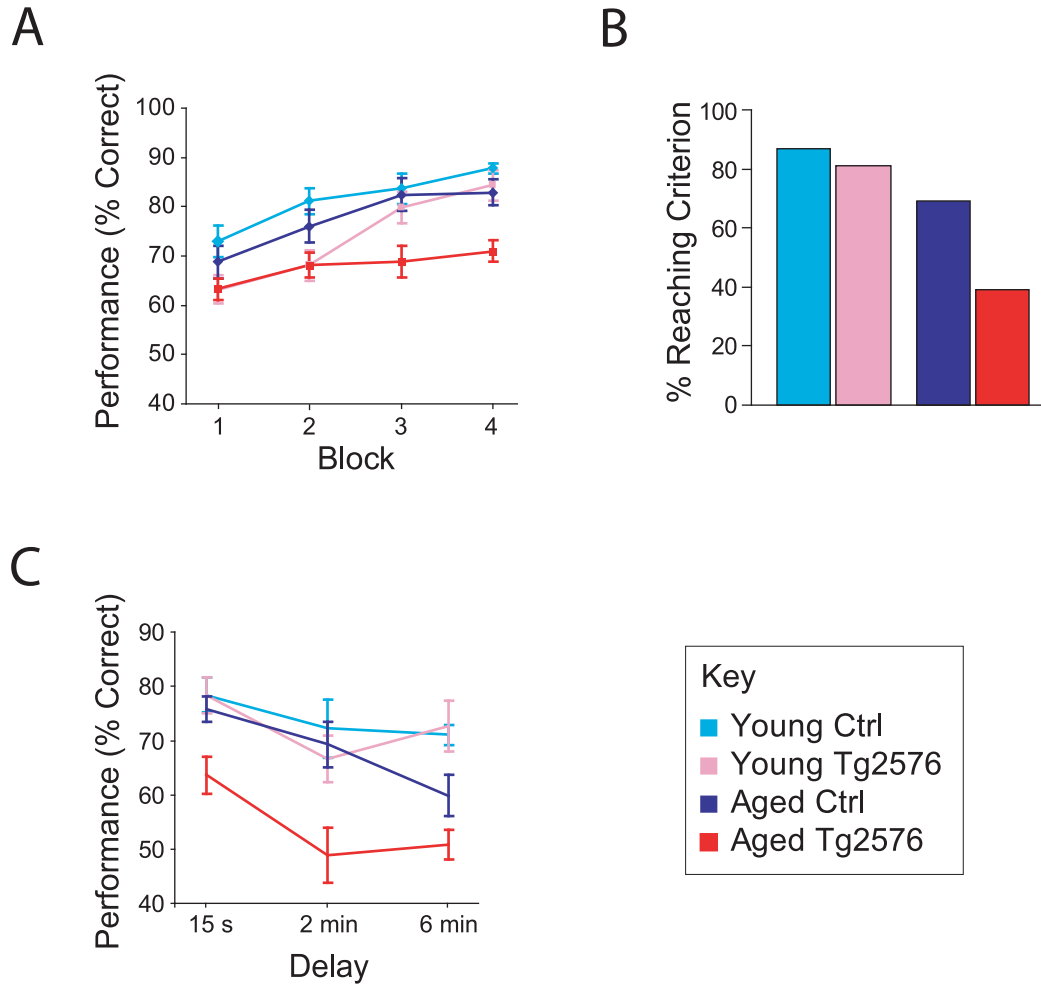 A
Performance (% Correct)
100
90
80
70
60
50
40
1 2 3 4
Block
B
% Reaching Criterion
100
80
60
40
20
0
C
Performance (% Correct)
90
80
70
60
50
40
15 s 2 min 6 min
Delay
Key
Young Ctrl
Young Tg2576
Aged Ctrl
Aged Tg2576